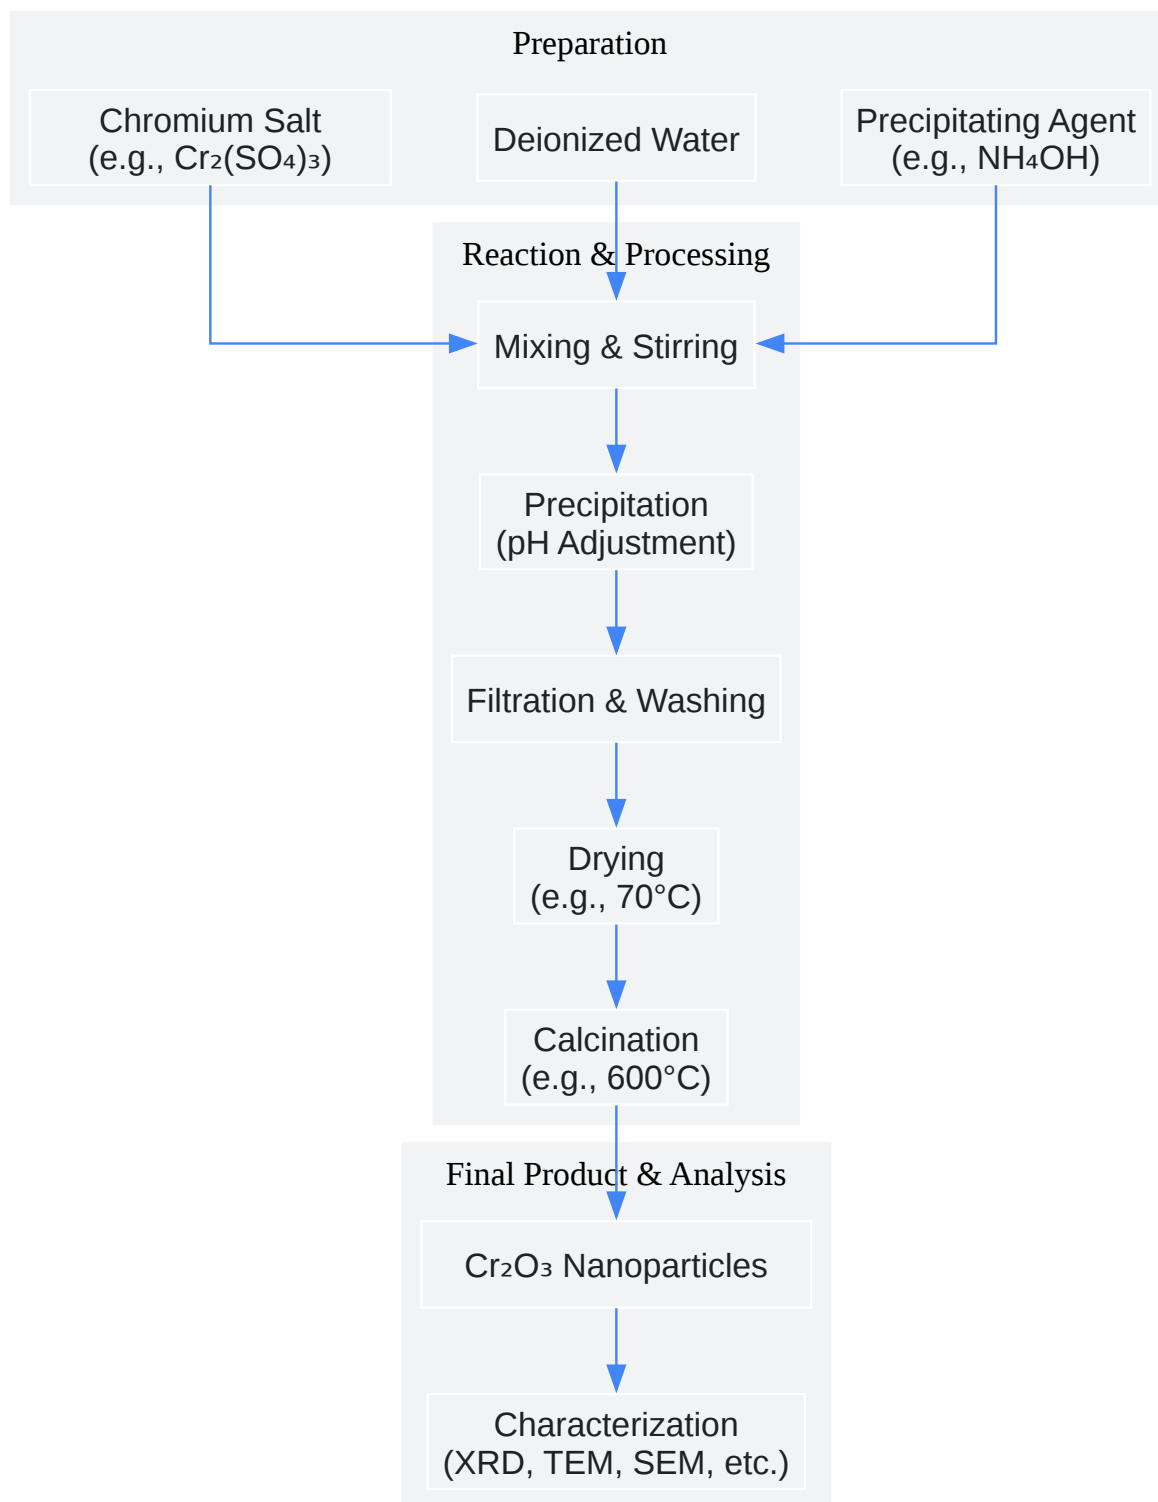 Preparation
Chromium Salt
(e.g., Cr₂(SO₄)₃)
Deionized Water
Precipitating Agent
(e.g., NH₄OH)
Reaction & Processing
Mixing & Stirring
Precipitation
(pH Adjustment)
Filtration & Washing
Drying
(e.g., 70°C)
Calcination
(e.g., 600°C)
Final Product & Analysis
Cr₂O₃ Nanoparticles
Characterization
(XRD, TEM, SEM, etc.)